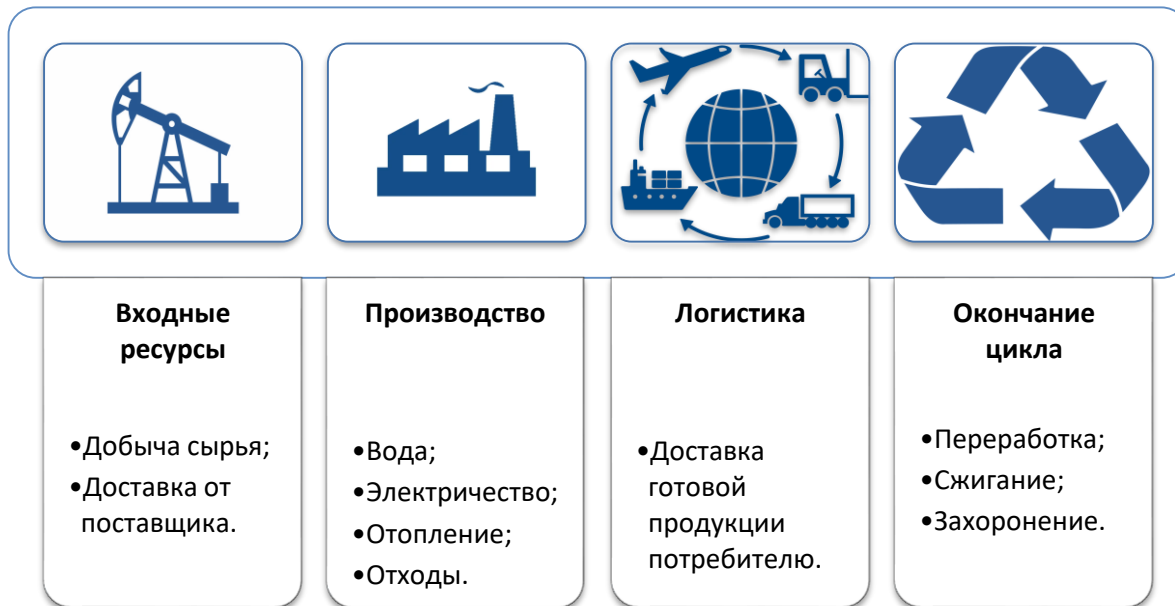 Входные
ресурсы
•Добыча сырья;
•Доставка от
поставщика.
Производство
•Вода;
•Электричество;
•Отопление;
•Отходы.
Логистика
•Доставка
готовой
продукции
потребителю.
Окончание
цикла
•Переработка;
•Сжигание;
•Захоронение.